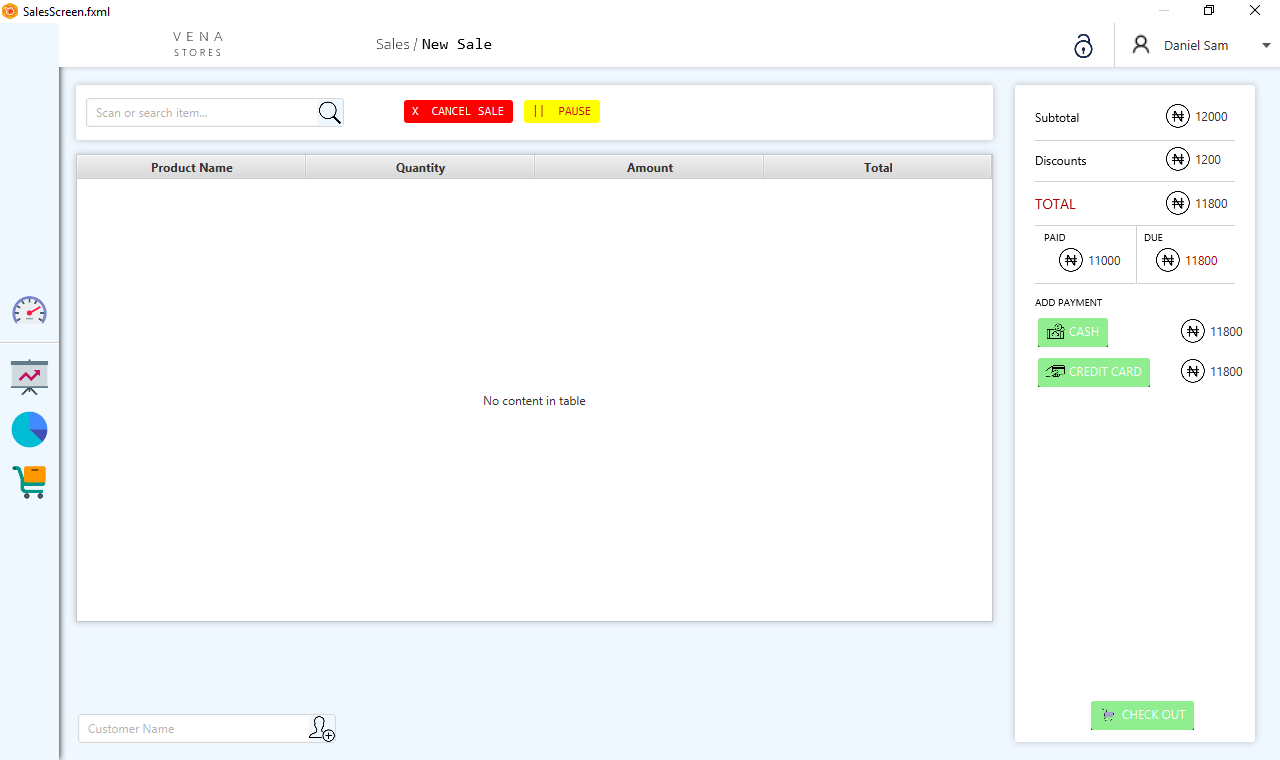 SalesScreen.fxml
VENA
STORES
Sales / New Sale
Daniel Sam
Scan or search item...
X CANCEL SALE
|| PAUSE
Product Name Quantity Amount Total
No content in table
Customer Name
Subtotal ₦ 12000
Discounts ₦ 1200
TOTAL ₦ 11800
PAID DUE
₦ 11000 ₦ 11800
ADD PAYMENT
CASH ₦ 11800
CREDIT CARD ₦ 11800
CHECK OUT